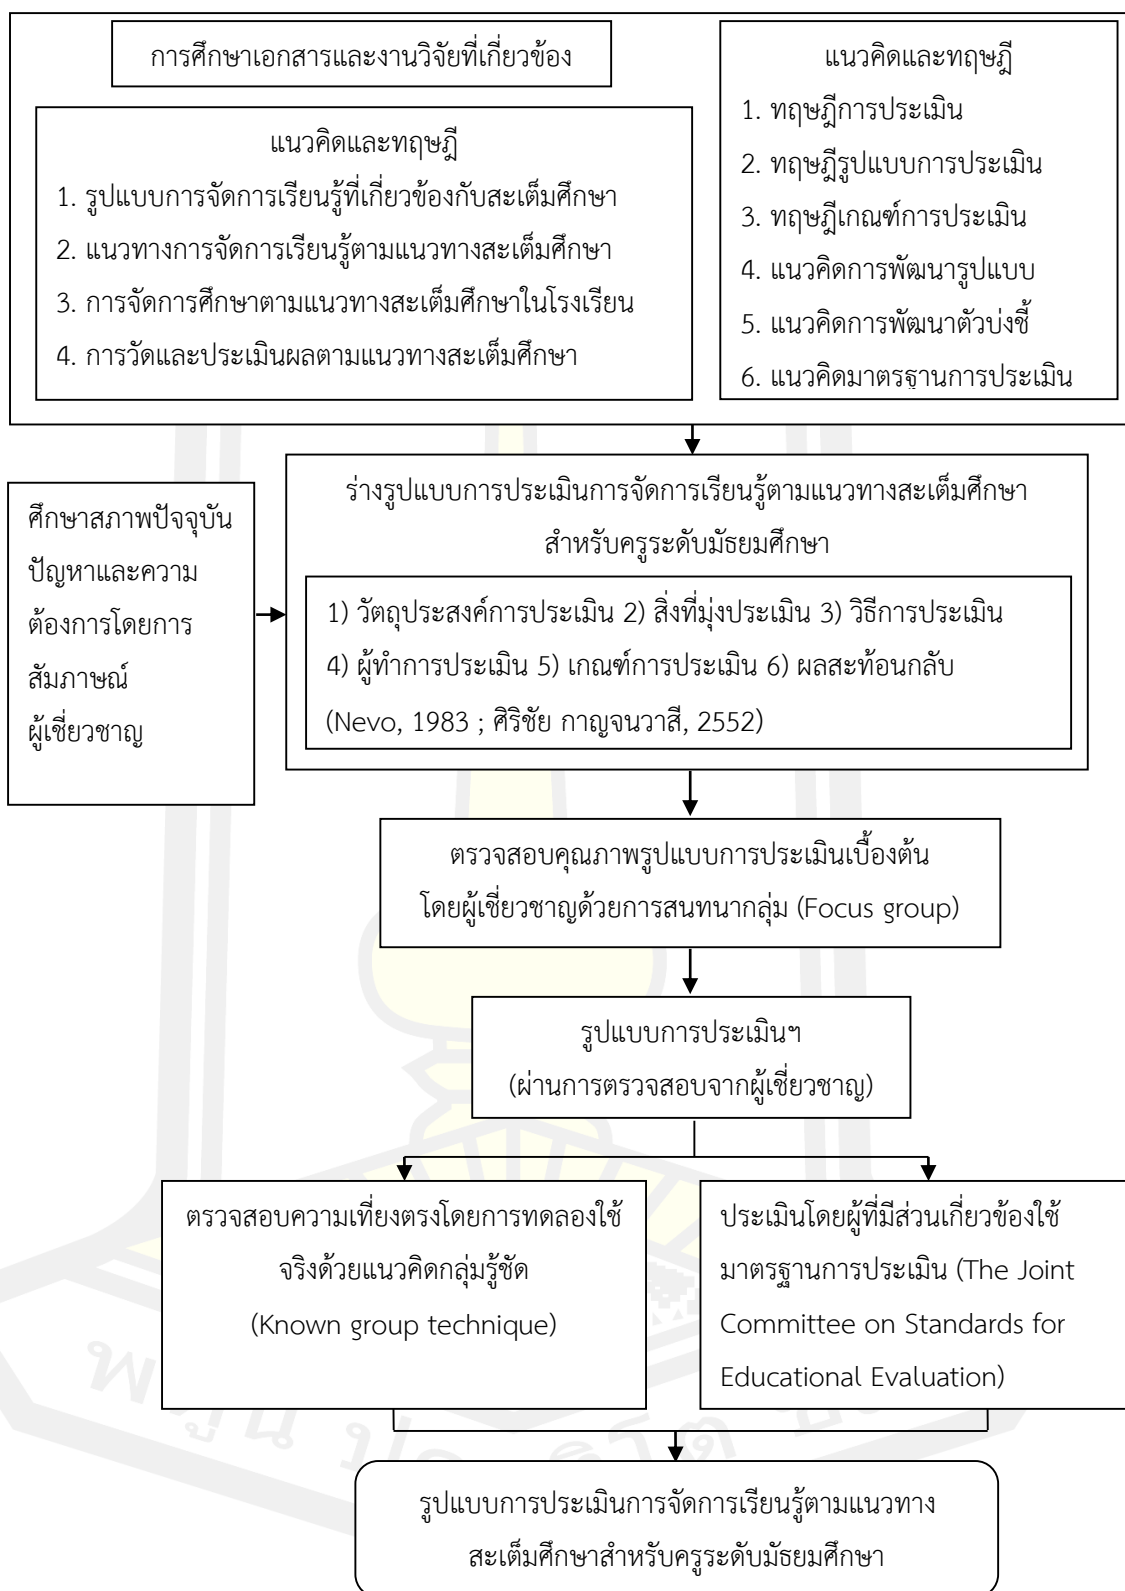 การศึกษาเอกสารและงานวิจัยที่เกี่ยวข้อง
แนวคิดและทฤษฎี
1. รูปแบบการจัดการเรียนรู้ที่เกี่ยวข้องกับสะเต็มศึกษา
2. แนวทางการจัดการเรียนรู้ตามแนวทางสะเต็มศึกษา
3. การจัดการศึกษาตามแนวทางสะเต็มศึกษาในโรงเรียน
4. การวัดและประเมินผลตามแนวทางสะเต็มศึกษา
แนวคิดและทฤษฎี
1. ทฤษฎีการประเมิน
2. ทฤษฎีรูปแบบการประเมิน
3. ทฤษฎีเกณฑ์การประเมิน
4. แนวคิดการพัฒนารูปแบบ
5. แนวคิดการพัฒนาตัวบ่งชี้
6. แนวคิดมาตรฐานการประเมิน
ศึกษาสภาพปัจจุบัน
ปัญหาและความ
ต้องการโดยการ
สัมภาษณ์
ผู้เชี่ยวชาญ
ร่างรูปแบบการประเมินการจัดการเรียนรู้ตามแนวทางสะเต็มศึกษา
สำหรับครูระดับมัธยมศึกษา
1) วัตถุประสงค์การประเมิน 2) สิ่งที่มุ่งประเมิน 3) วิธีการประเมิน
4) ผู้ทำการประเมิน 5) เกณฑ์การประเมิน 6) ผลสะท้อนกลับ
(Nevo, 1983 ; ศิริชัย กาญจนวาสี, 2552)
ตรวจสอบคุณภาพรูปแบบการประเมินเบื้องต้น
โดยผู้เชี่ยวชาญด้วยการสนทนากลุ่ม (Focus group)
รูปแบบการประเมินฯ
(ผ่านการตรวจสอบจากผู้เชี่ยวชาญ)
ตรวจสอบความเที่ยงตรงโดยการทดลองใช้
จริงด้วยแนวคิดกลุ่มรู้ชัด
(Known group technique)
ประเมินโดยผู้ที่มีส่วนเกี่ยวข้องใช้
มาตรฐานการประเมิน (The Joint
Committee on Standards for
Educational Evaluation)
รูปแบบการประเมินการจัดการเรียนรู้ตามแนวทาง
สะเต็มศึกษาสำหรับครูระดับมัธยมศึกษา